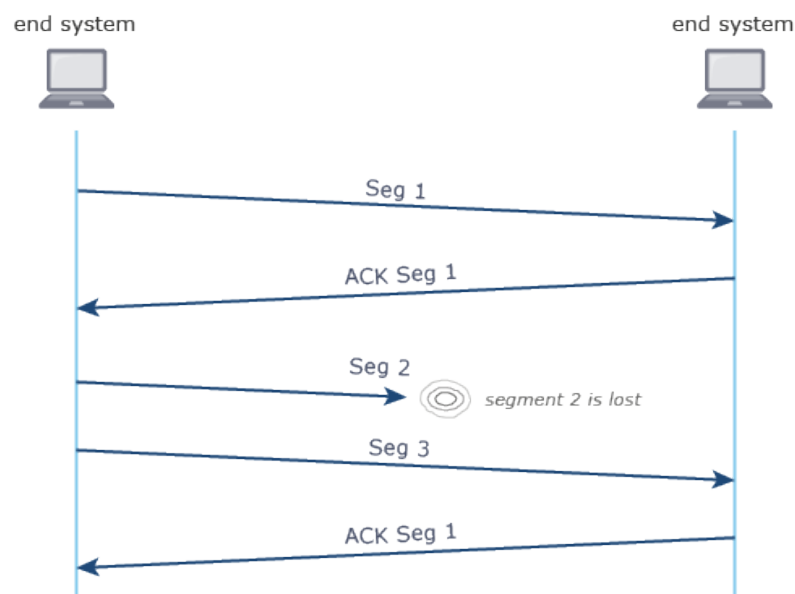 end system
end system
Seg 1
ACK Seg 1
Seg 2
segment 2 is lost
Seg 3
ACK Seg 1